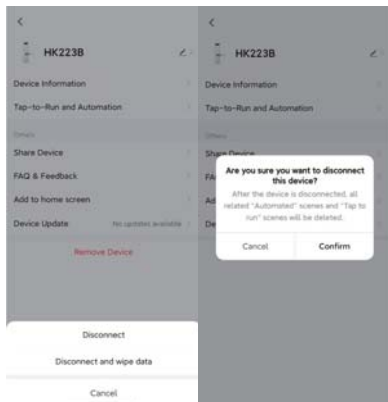 HK223B
Device Information
Tap-to-Run and Automation
Others
Share Device
FAQ & Feedback
Add to home screen
Device Update No updates available
Remove Device
Disconnect
Disconnect and wipe data
Cancel
HK223B
Device Information
Tap-to-Run and Automation
Others
Share Device
Are you sure you want to disconnect
this device?
After the device is disconnected, all
related "Automated" scenes and "Tap to
run" scenes will be deleted.
Cancel Confirm